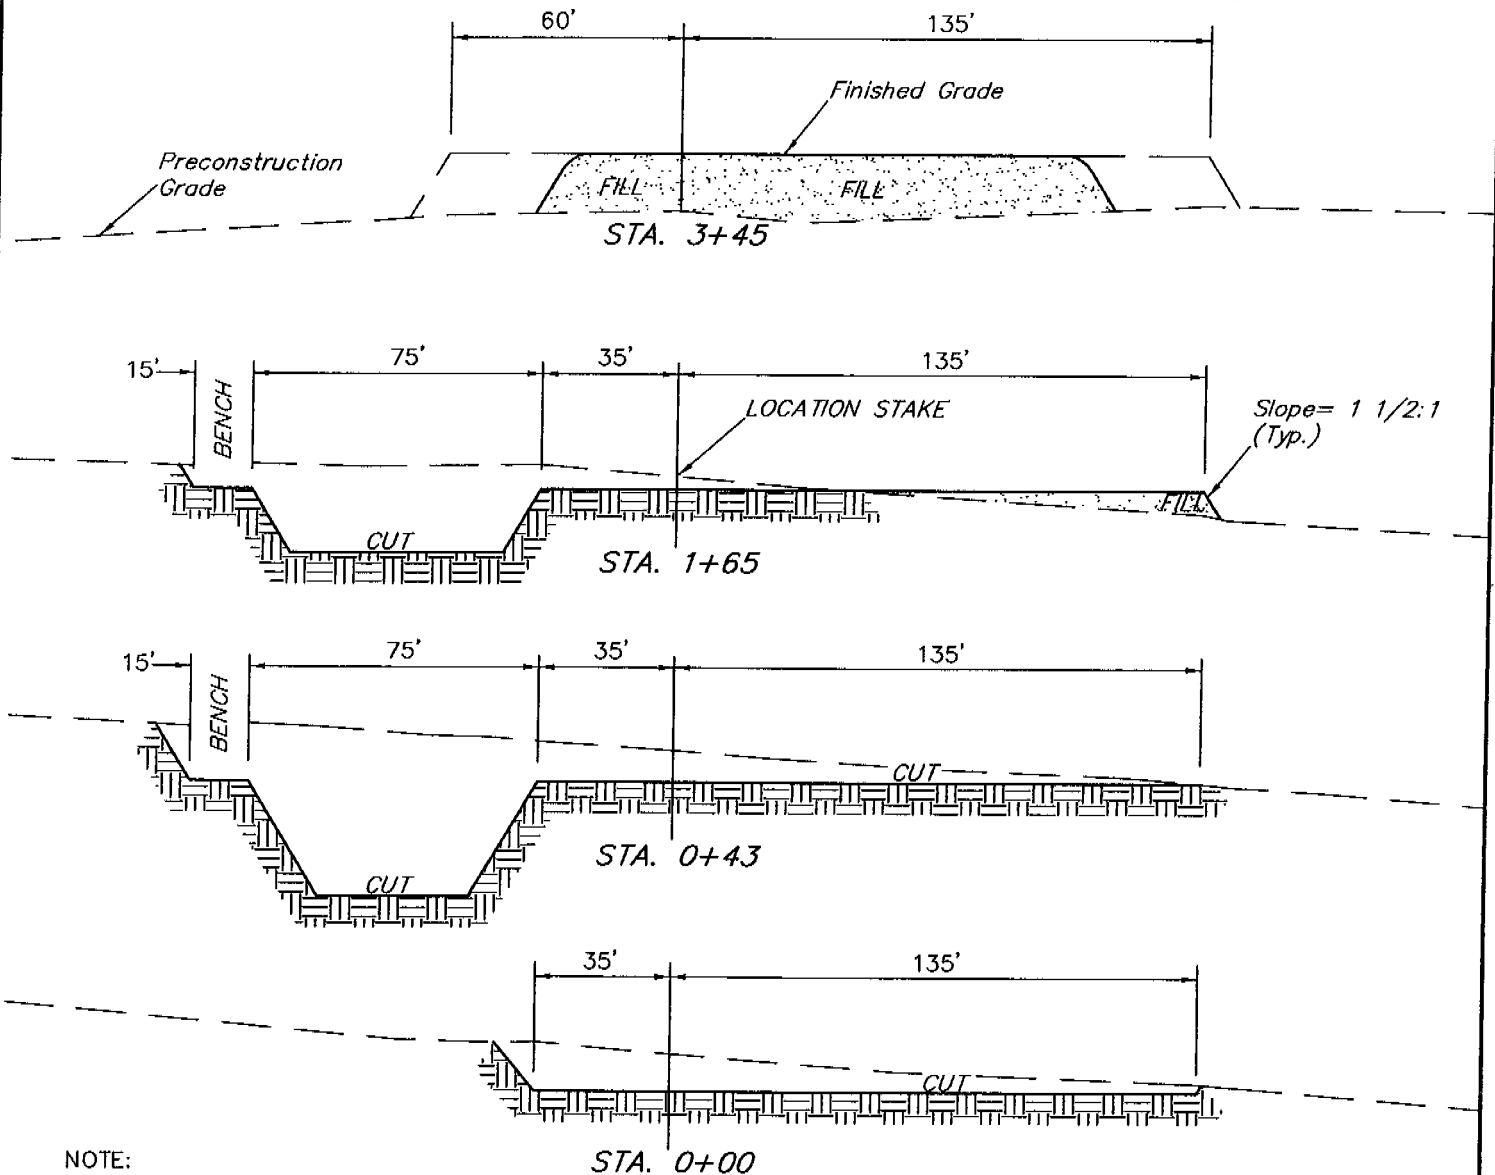 60' 135'
Finished Grade
Preconstruction
Grade
FILL FILL
STA. 3+45
15' 75' 35' 135'
BENCH
LOCATION STAKE
Slope= 1 1/2:1
(Typ.)
FILL
CUT
STA. 1+65
15' 75' 35' 135'
BENCH
CUT
STA. 0+43
CUT
35' 135'
CUT
NOTE:
STA. 0+00